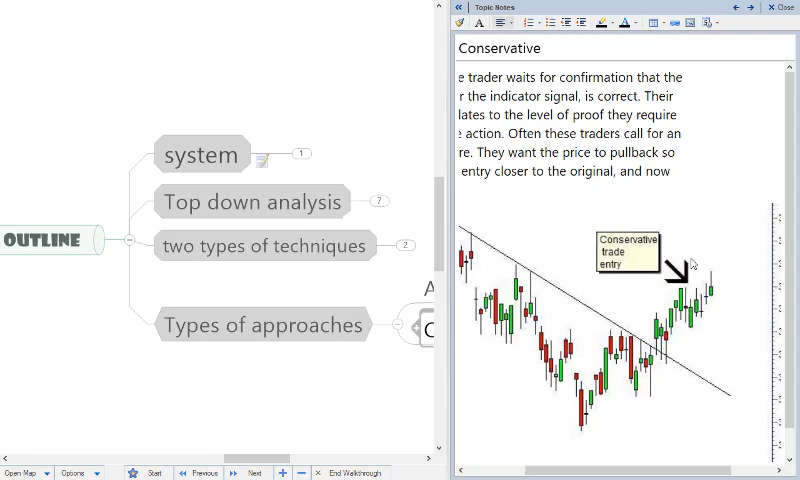 Topic Notes
Close
Conservative
e trader waits for confirmation that the
r the indicator signal, is correct. Their
lates to the level of proof they require
e action. Often these traders call for an
re. They want the price to pullback so
entry closer to the original, and now
Conservative
trade
entry
OUTLINE
system
1
Top down analysis
7
two types of techniques
2
Types of approaches
A
Open Map
Options
Start
Previous
Next
End Walkthrough